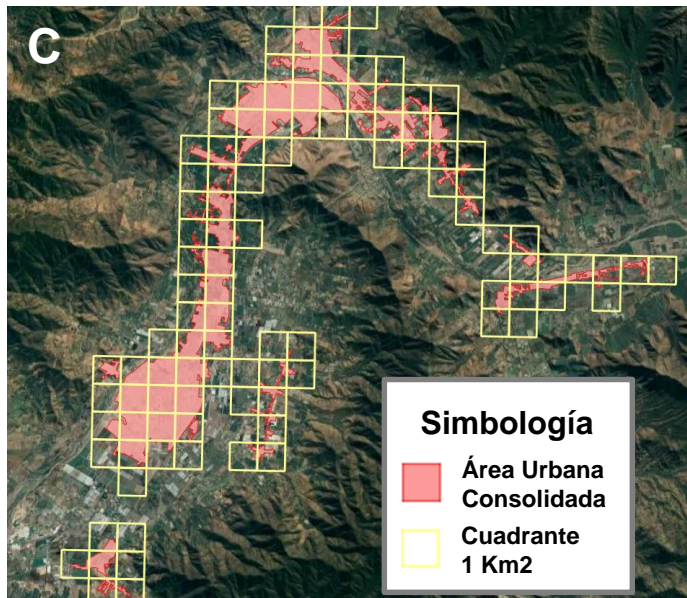 C
Simbología
Área Urbana
Consolidada
Cuadrante
1 Km2